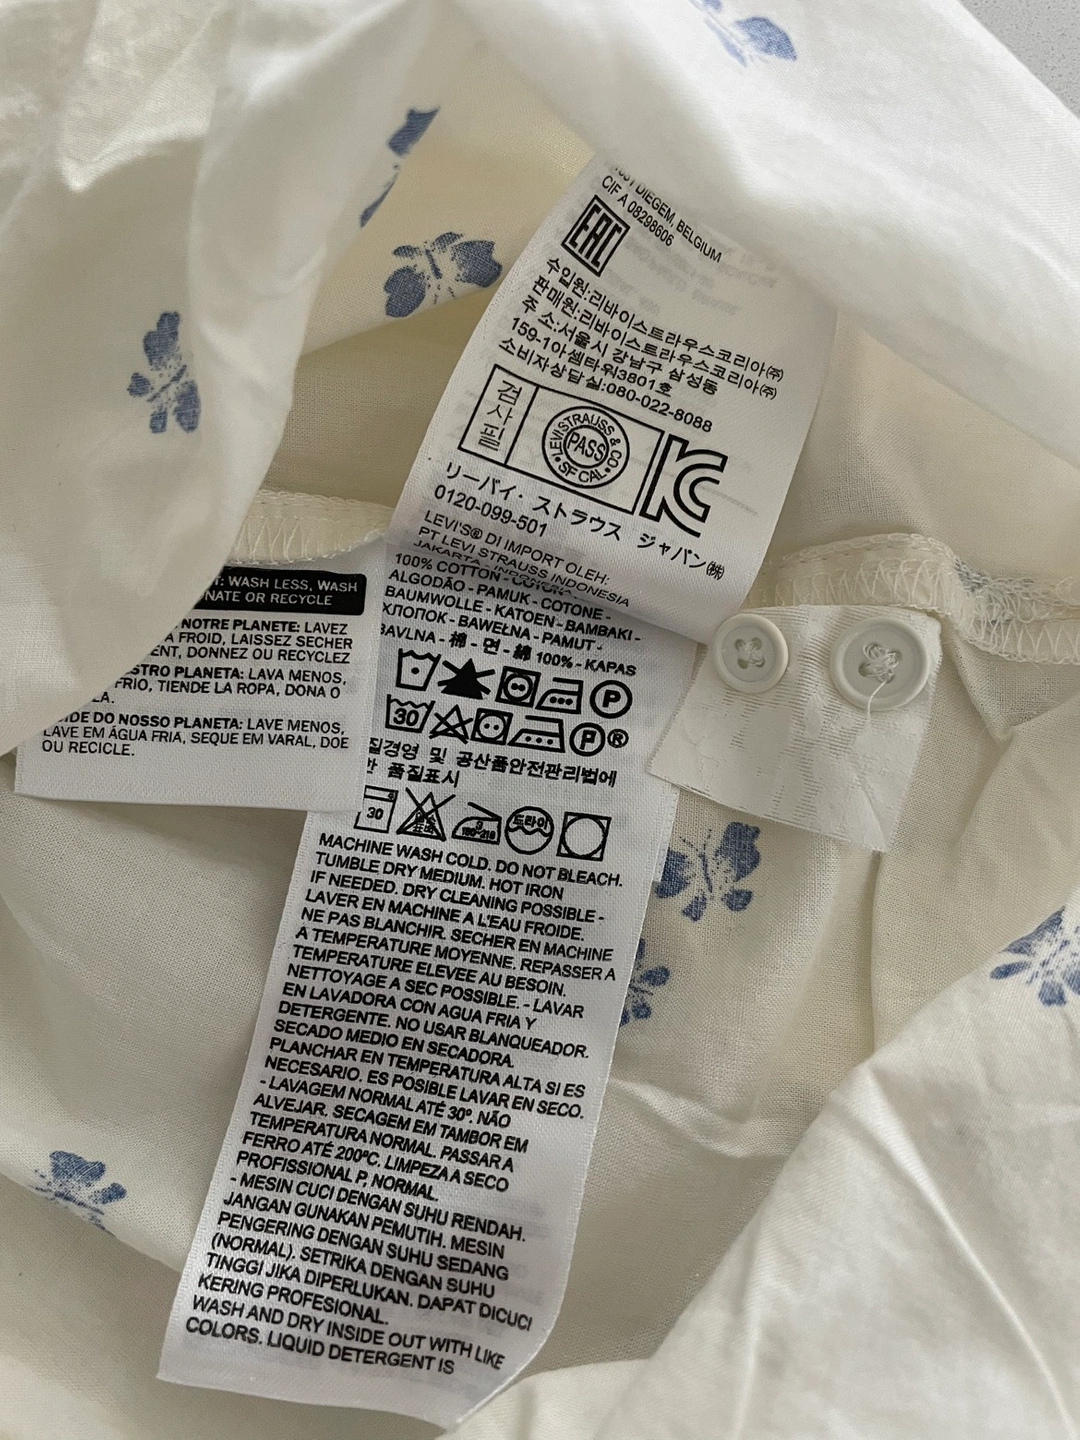 DIEGEM, BELGIUM
CIF A 08298606
EAC
수입원:리바이스트라우스코리아㈜
판매원:리바이스트라우스코리아㈜
주 소:서울시 강남구 삼성동
159-1아셈타워3801호
소비자상담실:080-022-8088
검사필
LEVI STRAUSS & CO
PASS
SF CAL
リーバイ・ストラウス ジャパン㈱
0120-099-501
LEVI'S® DI IMPORT OLEH:
PT LEVI STRAUSS INDONESIA
JAKARTA - INDONESIA
100% COTTON - COTON -
ALGODÃO - PAMUK - COTONE -
BAUMWOLLE - KATOEN - BAMBAKI -
ХЛОПОК - BAWEŁNA - PAMUT -
BAVLNA - 棉 - 면 - 綿 100% - KAPAS
P
30 P ®
질경영 및 공산품안전관리법에
품질표시
30 3 180-210 드라이
MACHINE WASH COLD. DO NOT BLEACH.
TUMBLE DRY MEDIUM. HOT IRON
IF NEEDED. DRY CLEANING POSSIBLE -
LAVER EN MACHINE A L'EAU FROIDE.
NE PAS BLANCHIR. SECHER EN MACHINE
A TEMPERATURE MOYENNE. REPASSER A
TEMPERATURE ELEVEE AU BESOIN.
NETTOYAGE A SEC POSSIBLE. - LAVAR
EN LAVADORA CON AGUA FRIA Y
DETERGENTE. NO USAR BLANQUEADOR.
SECADO MEDIO EN SECADORA.
PLANCHAR EN TEMPERATURA ALTA SI ES
NECESARIO. ES POSIBLE LAVAR EN SECO.
- LAVAGEM NORMAL ATÉ 30º. NÃO
ALVEJAR. SECAGEM EM TAMBOR EM
TEMPERATURA NORMAL. PASSAR A
FERRO ATÉ 200ºC. LIMPEZA A SECO
PROFISSIONAL P, NORMAL.
- MESIN CUCI DENGAN SUHU RENDAH.
JANGAN GUNAKAN PEMUTIH. MESIN
PENGERING DENGAN SUHU SEDANG
(NORMAL). SETRIKA DENGAN SUHU
TINGGI JIKA DIPERLUKAN. DAPAT DICUCI
KERING PROFESIONAL.
WASH AND DRY INSIDE OUT WITH LIKE
COLORS. LIQUID DETERGENT IS
WASH LESS, WASH
OR RECYCLE
NOTRE PLANETE: LAVEZ
A FROID, LAISSEZ SECHER
DONNEZ OU RECYCLEZ
PLANETA: LAVA MENOS,
FRIO, TIENDE LA ROPA, DONA O
DO NOSSO PLANETA: LAVE MENOS,
LAVE EM ÁGUA FRIA, SEQUE EM VARAL, DOE
OU RECICLE.